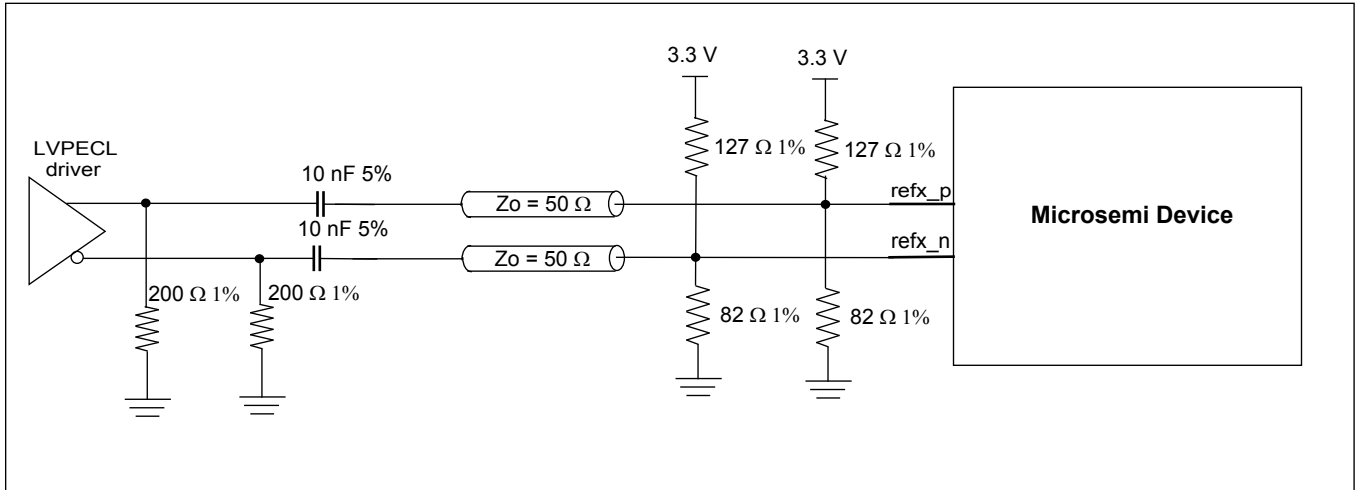 3.3 V
3.3 V
LVPECL
driver
127 Ω 1%
127 Ω 1%
10 nF 5%
Zo = 50 Ω
refx_p
Microsemi Device
10 nF 5%
Zo = 50 Ω
refx_n
200 Ω 1%
200 Ω 1%
82 Ω 1%
82 Ω 1%